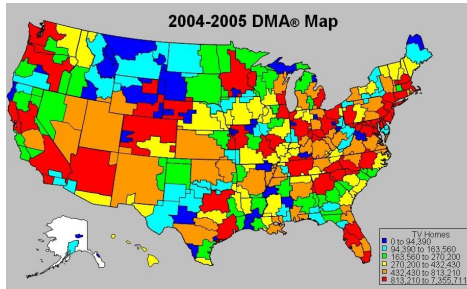 2004-2005 DMA® Map
TV Homes
0 to 94,390
94,390 to 163,560
163,560 to 270,200
270,200 to 432,430
432,430 to 813,210
813,210 to 7,355,711